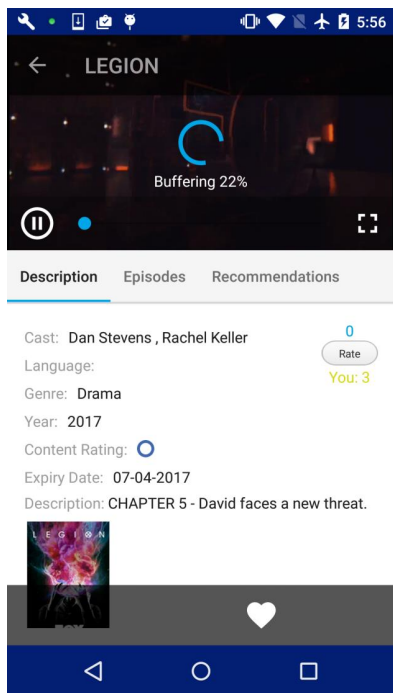 5:56
LEGION
Buffering 22%
Description Episodes Recommendations
Cast: Dan Stevens , Rachel Keller
0
Rate
You: 3
Language:
Genre: Drama
Year: 2017
Content Rating:
Expiry Date: 07-04-2017
Description: CHAPTER 5 - David faces a new threat.
LEGION
FOX